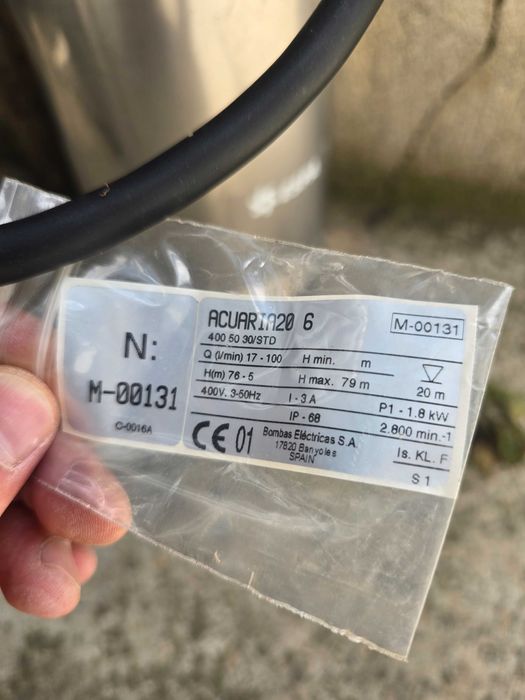 N:
M-00131
C-0016A
ACUARIA20 6
M-00131
400 50 30/STD
Q (l/min) 17 - 100 H min. m
H(m) 76 - 5 H max. 79 m
20 m
400V. 3-50Hz I - 3 A P1 - 1.8 kW
IP - 68 2.800 min.-1
CE 01 Bombas Eléctricas S.A.
17820 Banyoles
SPAIN
Is. KL. F
S 1